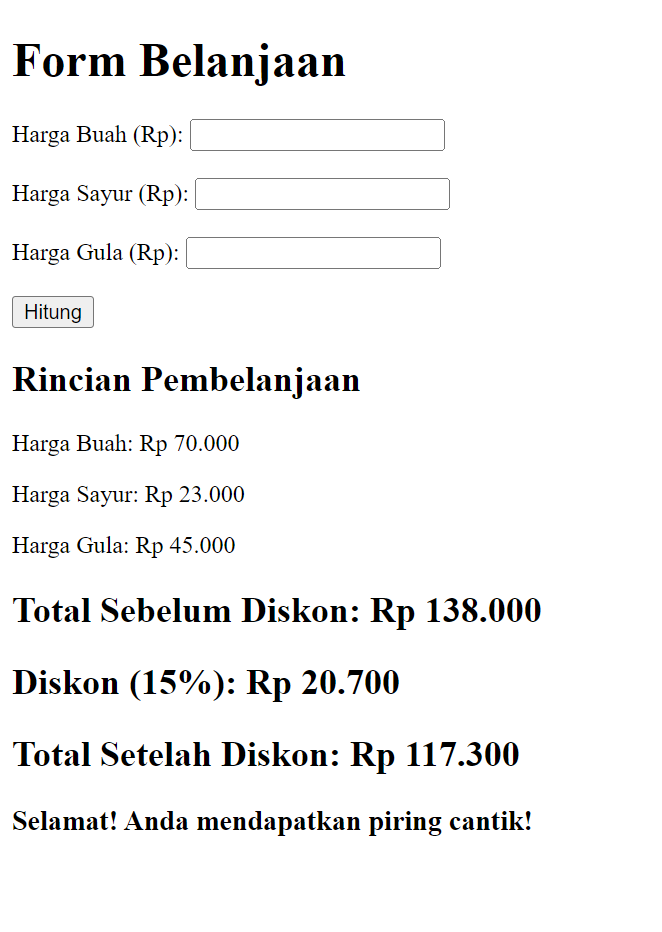 Form Belanjaan
Harga Buah (Rp):
Harga Sayur (Rp):
Harga Gula (Rp):
Hitung
Rincian Pembelanjaan
Harga Buah: Rp 70.000
Harga Sayur: Rp 23.000
Harga Gula: Rp 45.000
Total Sebelum Diskon: Rp 138.000
Diskon (15%): Rp 20.700
Total Setelah Diskon: Rp 117.300
Selamat! Anda mendapatkan piring cantik!